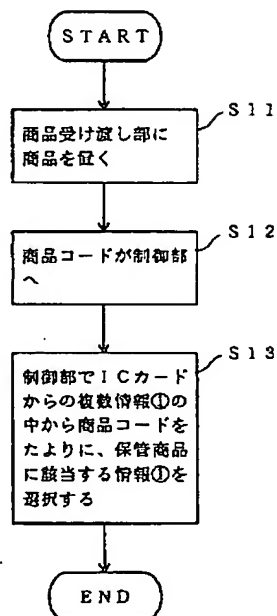 START
S11
商品受け渡し部に
商品を置く
S12
商品コードが制御部
へ
S13
制御部でICカード
からの複数情報①の
中から商品コードを
たよりに、保管商品
に該当する情報①を
選択する
END